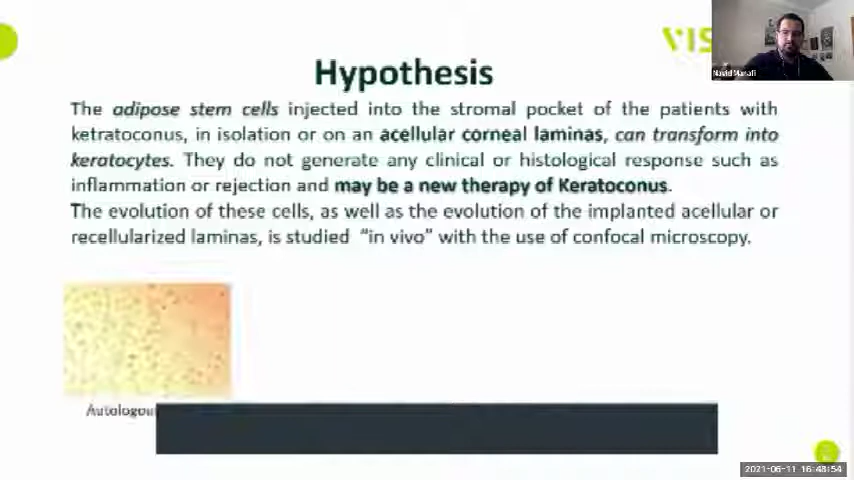 VIS
Navid Manafi
Hypothesis
The adipose stem cells injected into the stromal pocket of the patients with
ketratoconus, in isolation or on an acellular corneal laminas, can transform into
keratocytes. They do not generate any clinical or histological response such as
inflammation or rejection and may be a new therapy of Keratoconus.
The evolution of these cells, as well as the evolution of the implanted acellular or
recellularized laminas, is studied "in vivo" with the use of confocal microscopy.
Autologou
2021-06-11 16:48:54